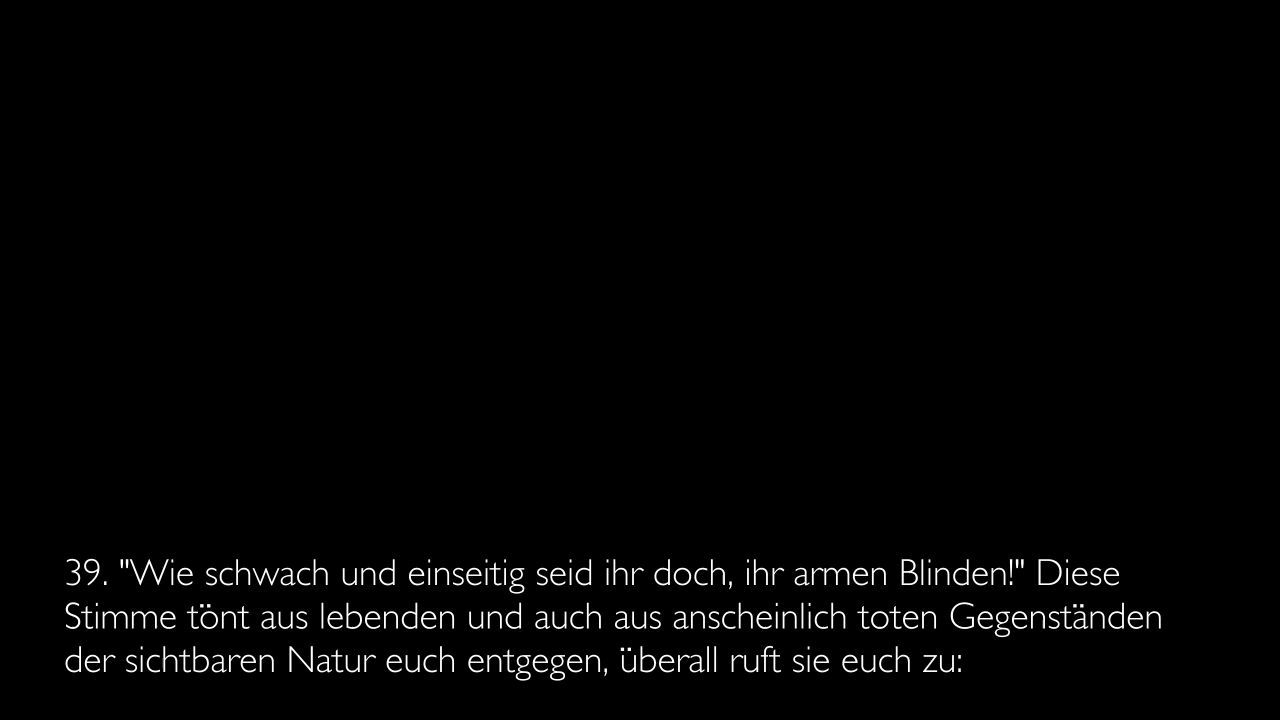 39. "Wie schwach und einseitig seid ihr doch, ihr armen Blinden!" Diese
Stimme tönt aus lebenden und auch aus anscheinlich toten Gegenständen
der sichtbaren Natur euch entgegen, überall ruft sie euch zu: